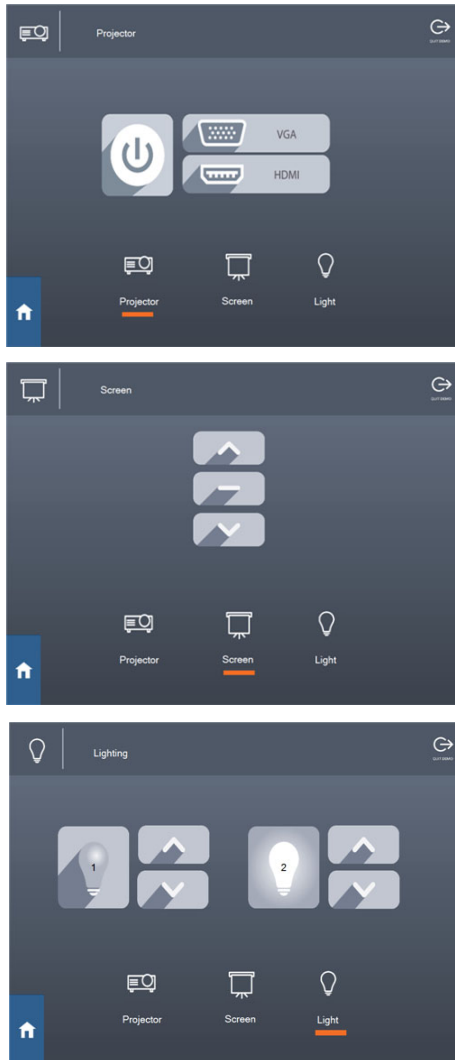 Projector
VGA
HDMI
Projector Screen Light
Screen
Projector Screen Light
Lighting
1 2
Projector Screen Light